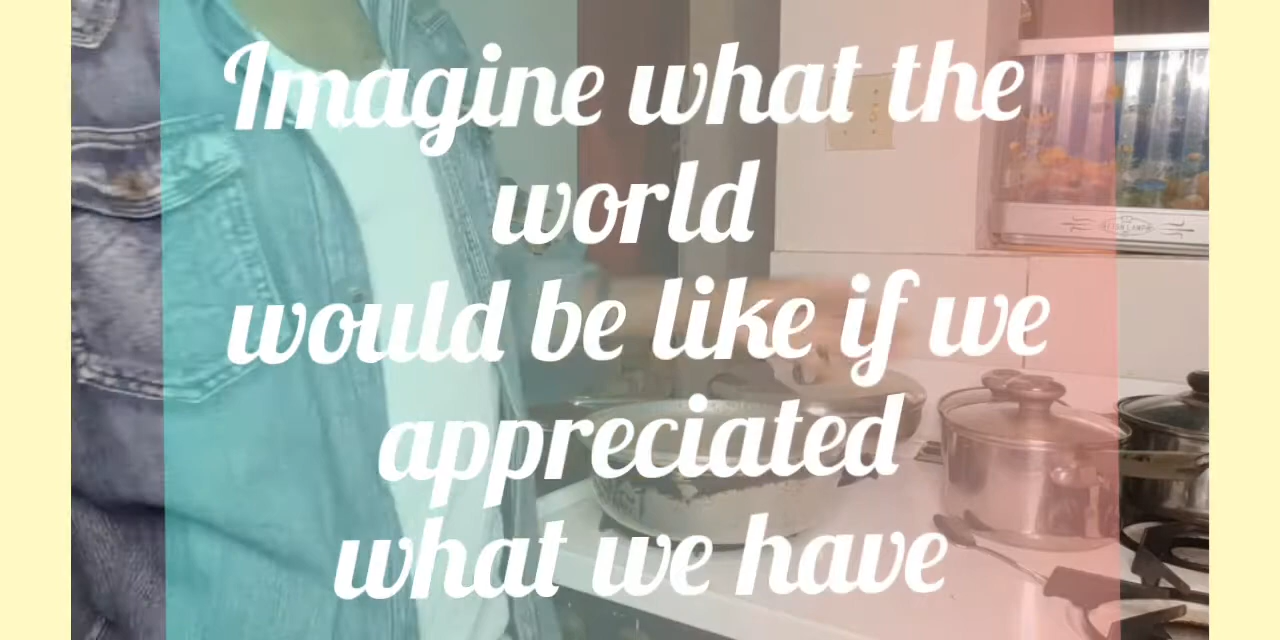 Imagine what the
world
would be like if we
appreciated
what we have